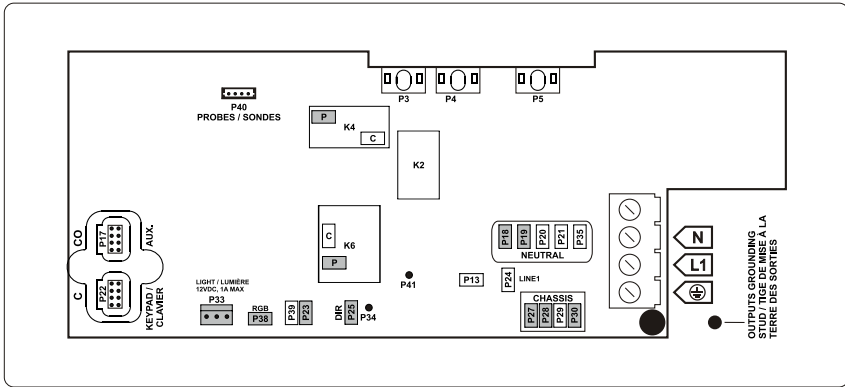 P40
PROBES / SONDES
P3
P4
P5
P
K4
C
K2
C
K6
P
CO
P17
AUX.
C
P22
KEYPAD /
CLAVIER
LIGHT / LUMIÈRE
12VDC, 1A MAX
P33
RGB
P38
P39
P23
DIR
P25
P34
P41
P18
P19
P20
P21
P35
NEUTRAL
P13
P24
LINE1
CHASSIS
P27
P28
P29
P30
N
L1
OUTPUTS GROUNDING
STUD / TIGE DE MISE À LA
TERRE DES SORTIES